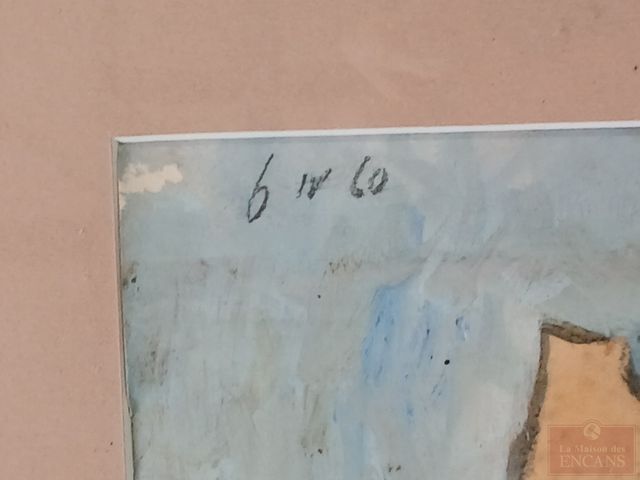 6 IV 60
La Maison des
ENCANS